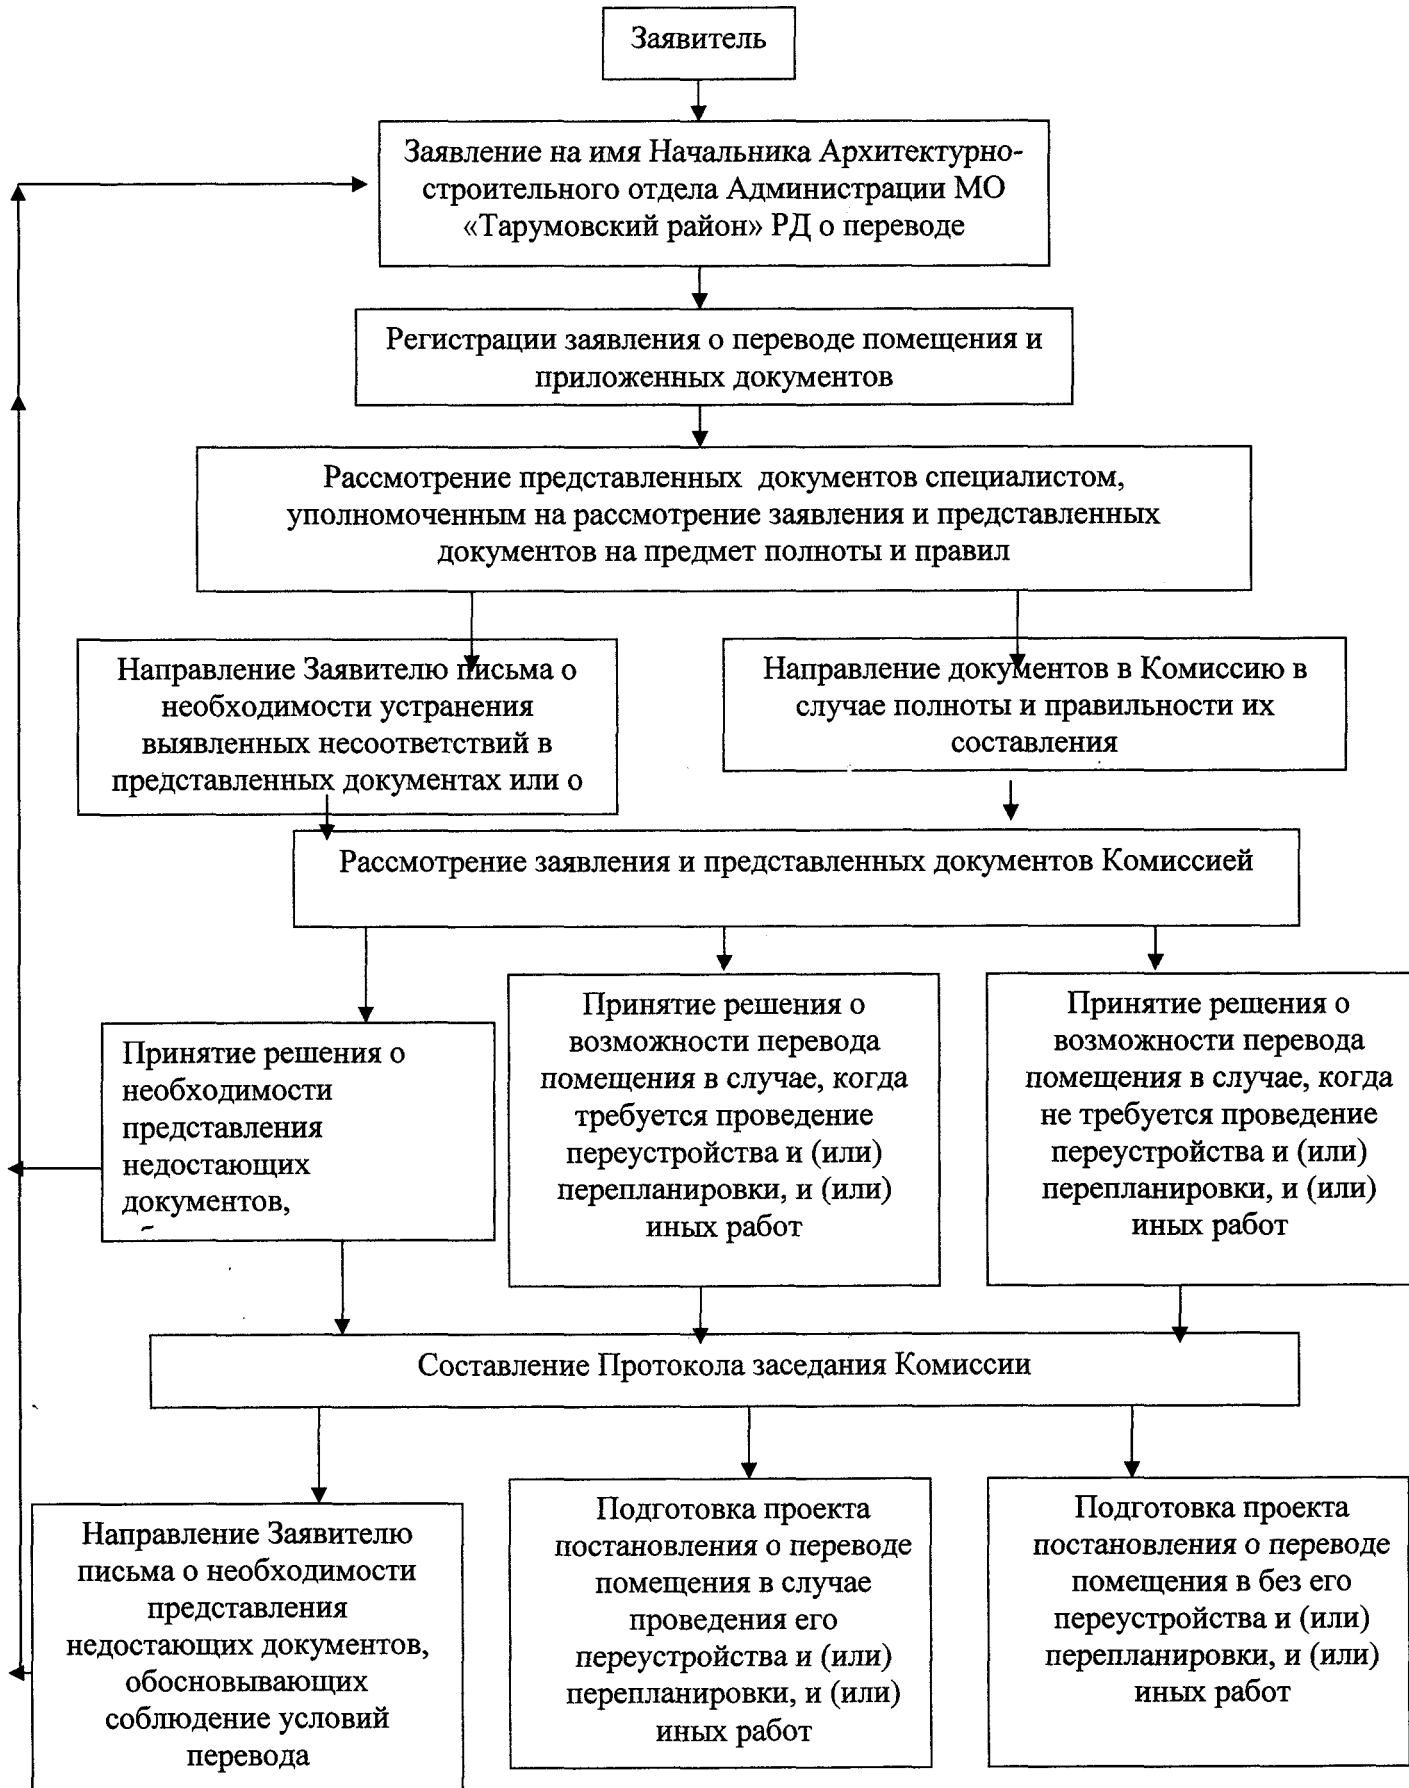 Заявитель
Заявление на имя Начальника Архитектурно-
строительного отдела Администрации МО
«Тарумовский район» РД о переводе
Регистрации заявления о переводе помещения и
приложенных документов
Рассмотрение представленных документов специалистом,
уполномоченным на рассмотрение заявления и представленных
документов на предмет полноты и правил
Направление Заявителю письма о
необходимости устранения
выявленных несоответствий в
представленных документах или о
Направление документов в Комиссию в
случае полноты и правильности их
составления
Рассмотрение заявления и представленных документов Комиссией
Принятие решения о
необходимости
представления
недостающих
документов,
Принятие решения о
возможности перевода
помещения в случае, когда
требуется проведение
переустройства и (или)
перепланировки, и (или)
иных работ
Принятие решения о
возможности перевода
помещения в случае, когда
не требуется проведение
переустройства и (или)
перепланировки, и (или)
иных работ
Составление Протокола заседания Комиссии
Направление Заявителю
письма о необходимости
представления
недостающих документов,
обосновывающих
соблюдение условий
перевода
Подготовка проекта
постановления о переводе
помещения в случае
проведения его
переустройства и (или)
перепланировки, и (или)
иных работ
Подготовка проекта
постановления о переводе
помещения в без его
переустройства и (или)
перепланировки, и (или)
иных работ